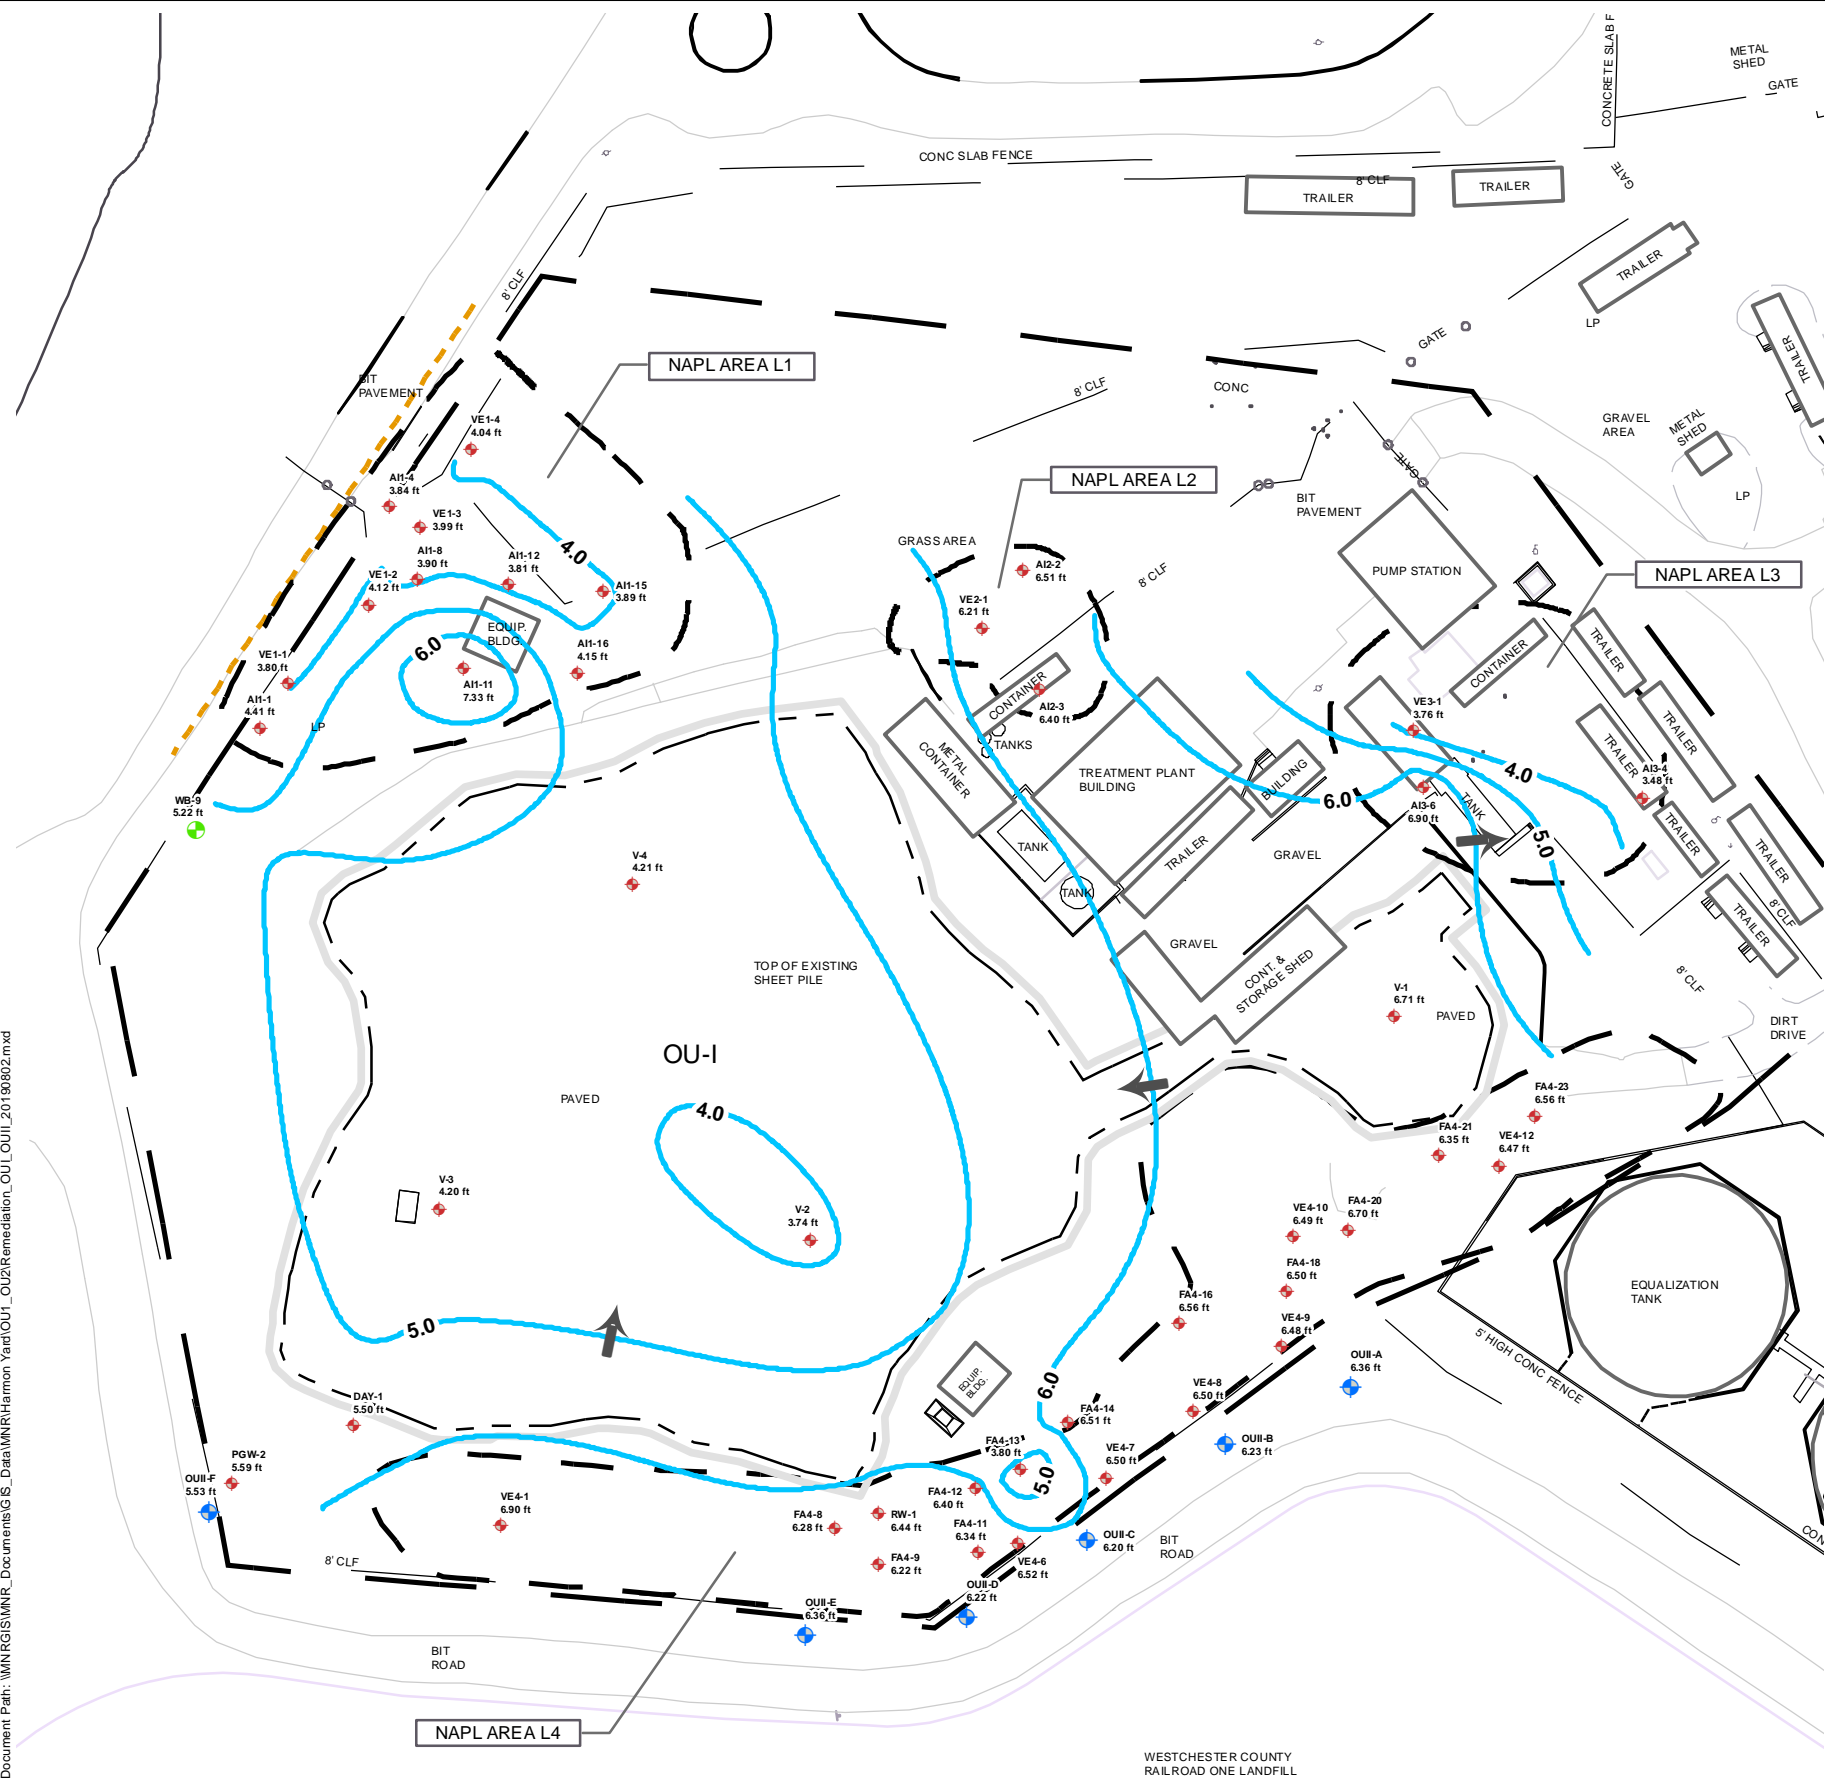 CONCRETE SLAB F
METAL
SHED
GATE
CONC SLAB FENCE
GATE
8' CLF
TRAILER
TRAILER
TRAILER
8' CLF
LP
GATE
TRAILER
BIT
PAVEMENT
NAPL AREA L1
8' CLF
CONC
GRAVEL
AREA
METAL
SHED
VE1-4
4.04 ft
GATE
NAPL AREA L2
AI1-4
3.84 ft
BIT
PAVEMENT
LP
VE1-3
3.99 ft
GRASS AREA
4.0
AI1-8
3.90 ft
AI1-12
3.81 ft
AI2-2
6.51 ft
8' CLF
PUMP STATION
NAPL AREA L3
VE1-2
4.12 ft
AI1-15
3.89 ft
VE2-1
6.21 ft
EQUIP.
BLDG.
6.0
AI1-16
4.15 ft
TRAILER
CONTAINER
VE1-1
3.80 ft
AI1-11
7.33 ft
CONTAINER
AI2-3
6.40 ft
AI1-1
4.41 ft
LP
VE3-1
3.76 ft
TRAILER
TANKS
METAL
CONTAINER
TREATMENT PLANT
BUILDING
BUILDING
4.0
TRAILER
AI3-4
3.48 ft
WB-9
5.22 ft
6.0
AI3-6
6.90 ft
TANK
TRAILER
5.0
TANK
TRAILER
GRAVEL
TRAILER
V-4
4.21 ft
TANK
8' CLF
TRAILER
GRAVEL
CONT. &
STORAGE SHED
TOP OF EXISTING
SHEET PILE
8' CLF
V-1
6.71 ft
PAVED
DIRT
DRIVE
OU-I
PAVED
4.0
FA4-23
6.56 ft
FA4-21
6.35 ft
VE4-12
6.47 ft
V-3
4.20 ft
V-2
3.74 ft
VE4-10
6.49 ft
FA4-20
6.70 ft
FA4-18
6.50 ft
EQUALIZATION
TANK
FA4-16
6.56 ft
5.0
VE4-9
6.48 ft
5' HIGH CONC FENCE
OUII-A
6.36 ft
EQUIP.
BLDG.
6.0
VE4-8
6.50 ft
DAY-1
5.50 ft
FA4-14
6.51 ft
OUII-B
6.23 ft
FA4-13
3.80 ft
VE4-7
6.50 ft
PGW-2
5.59 ft
5.0
OUII-F
5.53 ft
VE4-1
6.90 ft
FA4-12
6.40 ft
FA4-8
6.28 ft
RW-1
6.44 ft
FA4-11
6.34 ft
OUII-C
6.20 ft
BIT
ROAD
CON
8' CLF
FA4-9
6.22 ft
VE4-6
6.52 ft
OUII-D
6.22 ft
OUII-E
6.36 ft
BIT
ROAD
NAPL AREA L4
WESTCHESTER COUNTY
RAILROAD ONE LANDFILL
Document Path: \\MNRGIS\MNR_Documents\GIS_Data\MNR\Harmon Yard\OU1_OU2\Remediation_OUI_OUII_20190802.mxd